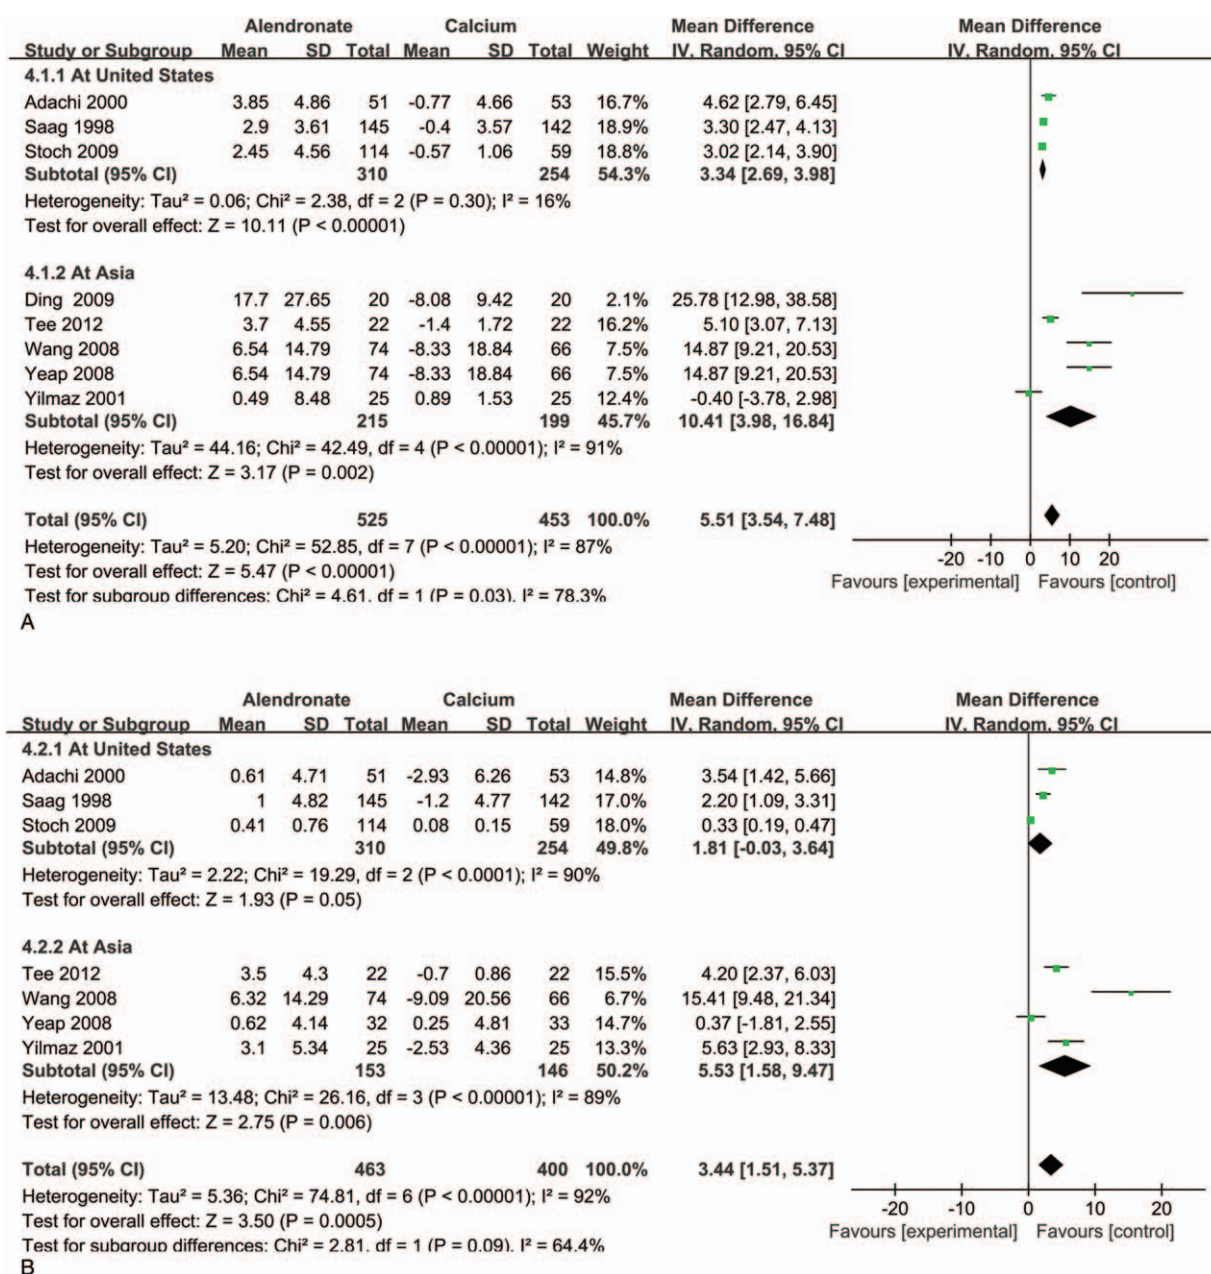 Alendronate Calcium Mean Difference Mean Difference
Study or Subgroup Mean SD Total Mean SD Total Weight IV, Random, 95% CI IV, Random, 95% CI
4.1.1 At United States
Adachi 2000 3.85 4.86 51 -0.77 4.66 53 16.7% 4.62 [2.79, 6.45]
Saag 1998 2.9 3.61 145 -0.4 3.57 142 18.9% 3.30 [2.47, 4.13]
Stoch 2009 2.45 4.56 114 -0.57 1.06 59 18.8% 3.02 [2.14, 3.90]
Subtotal (95% CI) 310 254 54.3% 3.34 [2.69, 3.98]
Heterogeneity: Tau² = 0.06; Chi² = 2.38, df = 2 (P = 0.30); I² = 16%
Test for overall effect: Z = 10.11 (P < 0.00001)
4.1.2 At Asia
Ding 2009 17.7 27.65 20 -8.08 9.42 20 2.1% 25.78 [12.98, 38.58]
Tee 2012 3.7 4.55 22 -1.4 1.72 22 16.2% 5.10 [3.07, 7.13]
Wang 2008 6.54 14.79 74 -8.33 18.84 66 7.5% 14.87 [9.21, 20.53]
Yeap 2008 6.54 14.79 74 -8.33 18.84 66 7.5% 14.87 [9.21, 20.53]
Yilmaz 2001 0.49 8.48 25 0.89 1.53 25 12.4% -0.40 [-3.78, 2.98]
Subtotal (95% CI) 215 199 45.7% 10.41 [3.98, 16.84]
Heterogeneity: Tau² = 44.16; Chi² = 42.49, df = 4 (P < 0.00001); I² = 91%
Test for overall effect: Z = 3.17 (P = 0.002)
Total (95% CI) 525 453 100.0% 5.51 [3.54, 7.48]
Heterogeneity: Tau² = 5.20; Chi² = 52.85, df = 7 (P < 0.00001); I² = 87%
Test for overall effect: Z = 5.47 (P < 0.00001)
Test for subgroup differences: Chi² = 4.61, df = 1 (P = 0.03), I² = 78.3%
-20 -10 0 10 20
Favours [experimental] Favours [control]
A
Alendronate Calcium Mean Difference Mean Difference
Study or Subgroup Mean SD Total Mean SD Total Weight IV, Random, 95% CI IV, Random, 95% CI
4.2.1 At United States
Adachi 2000 0.61 4.71 51 -2.93 6.26 53 14.8% 3.54 [1.42, 5.66]
Saag 1998 1 4.82 145 -1.2 4.77 142 17.0% 2.20 [1.09, 3.31]
Stoch 2009 0.41 0.76 114 0.08 0.15 59 18.0% 0.33 [0.19, 0.47]
Subtotal (95% CI) 310 254 49.8% 1.81 [-0.03, 3.64]
Heterogeneity: Tau² = 2.22; Chi² = 19.29, df = 2 (P < 0.0001); I² = 90%
Test for overall effect: Z = 1.93 (P = 0.05)
4.2.2 At Asia
Tee 2012 3.5 4.3 22 -0.7 0.86 22 15.5% 4.20 [2.37, 6.03]
Wang 2008 6.32 14.29 74 -9.09 20.56 66 6.7% 15.41 [9.48, 21.34]
Yeap 2008 0.62 4.14 32 0.25 4.81 33 14.7% 0.37 [-1.81, 2.55]
Yilmaz 2001 3.1 5.34 25 -2.53 4.36 25 13.3% 5.63 [2.93, 8.33]
Subtotal (95% CI) 153 146 50.2% 5.53 [1.58, 9.47]
Heterogeneity: Tau² = 13.48; Chi² = 26.16, df = 3 (P < 0.00001); I² = 89%
Test for overall effect: Z = 2.75 (P = 0.006)
Total (95% CI) 463 400 100.0% 3.44 [1.51, 5.37]
Heterogeneity: Tau² = 5.36; Chi² = 74.81, df = 6 (P < 0.00001); I² = 92%
Test for overall effect: Z = 3.50 (P = 0.0005)
Test for subgroup differences: Chi² = 2.81, df = 1 (P = 0.09), I² = 64.4%
-20 -10 0 10 20
Favours [experimental] Favours [control]
B